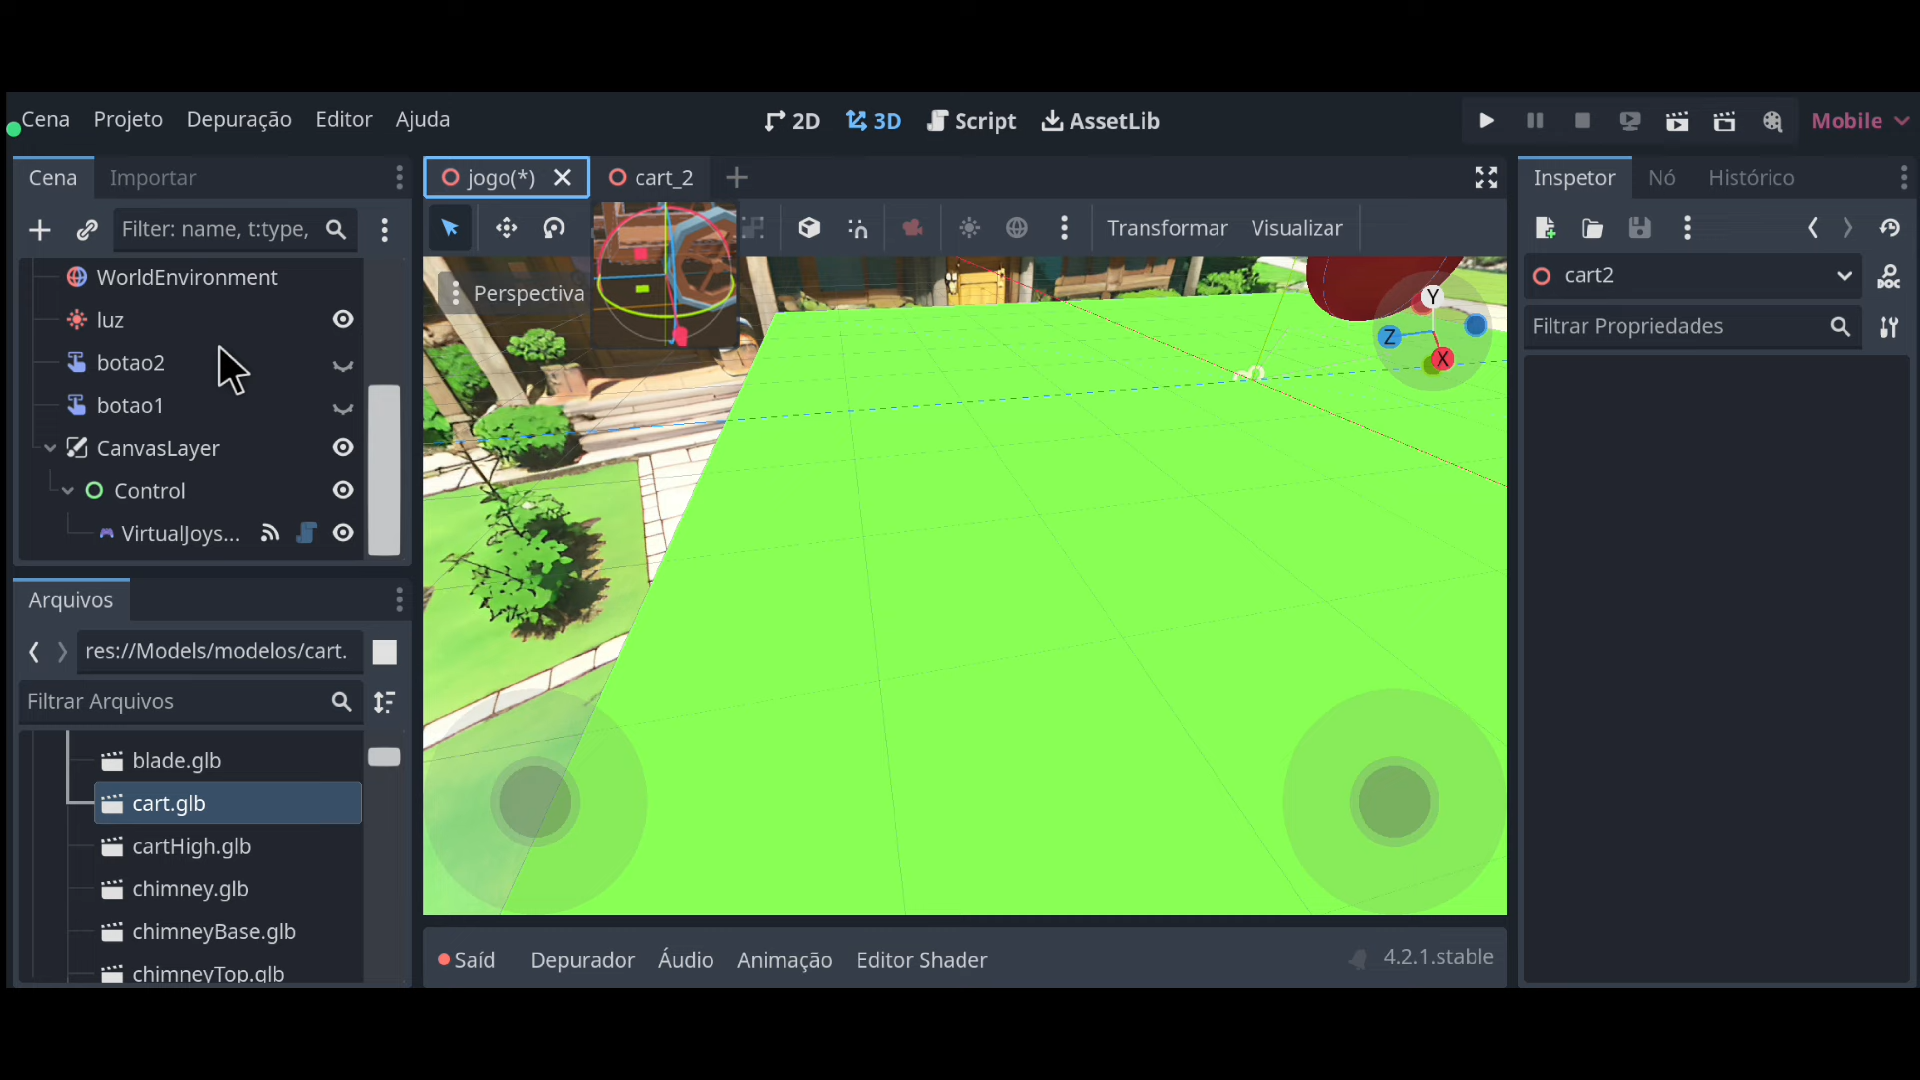 Cena Projeto Depuração Editor Ajuda
2D 3D Script AssetLib
Mobile
Cena Importar
jogo(*) cart_2
Inspetor Nó Histórico
Filter: name, t:type,
Transformar Visualizar
WorldEnvironment
luz
botao2
botao1
CanvasLayer
Control
VirtualJoys...
Perspectiva
Y
Z
X
cart2
Filtrar Propriedades
Arquivos
res://Models/modelos/cart.
Filtrar Arquivos
blade.glb
cart.glb
cartHigh.glb
chimney.glb
chimneyBase.glb
chimneyTop.glb
Saíd Depurador Áudio Animação Editor Shader
4.2.1.stable